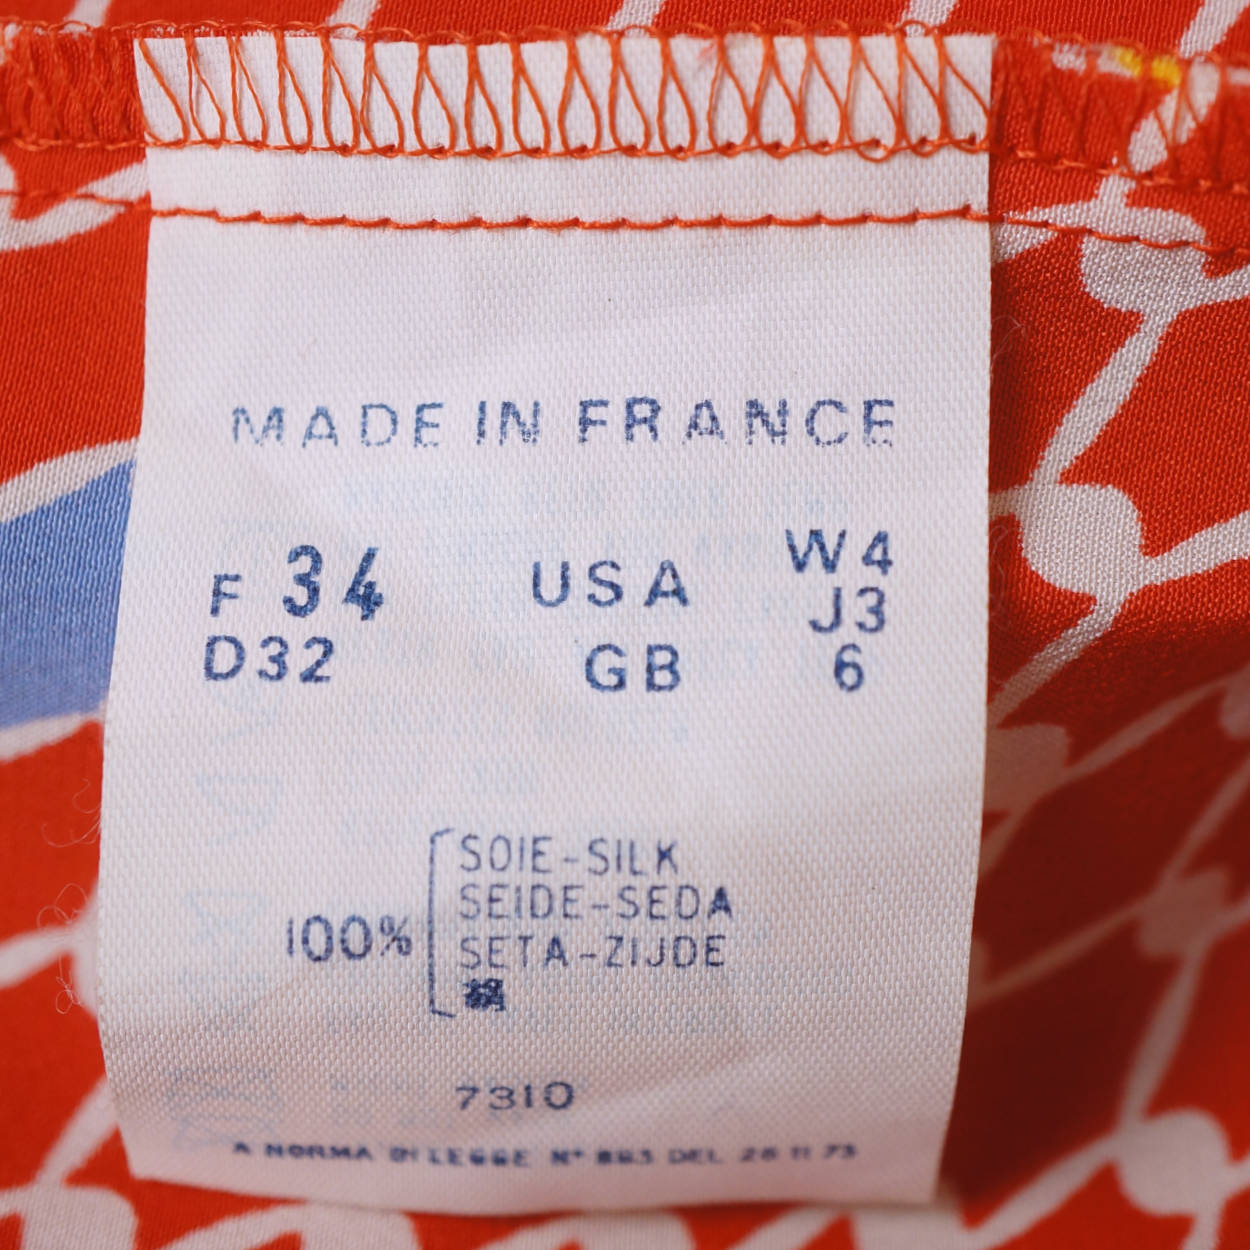 MADE IN FRANCE
F 34 USA W4
J3
D32 GB 6
SOIE-SILK
SEIDE-SEDA
100% SETA-ZIJDE
絹
7310
A NORMA DI LEGGE N° 883 DEL 26 11 73